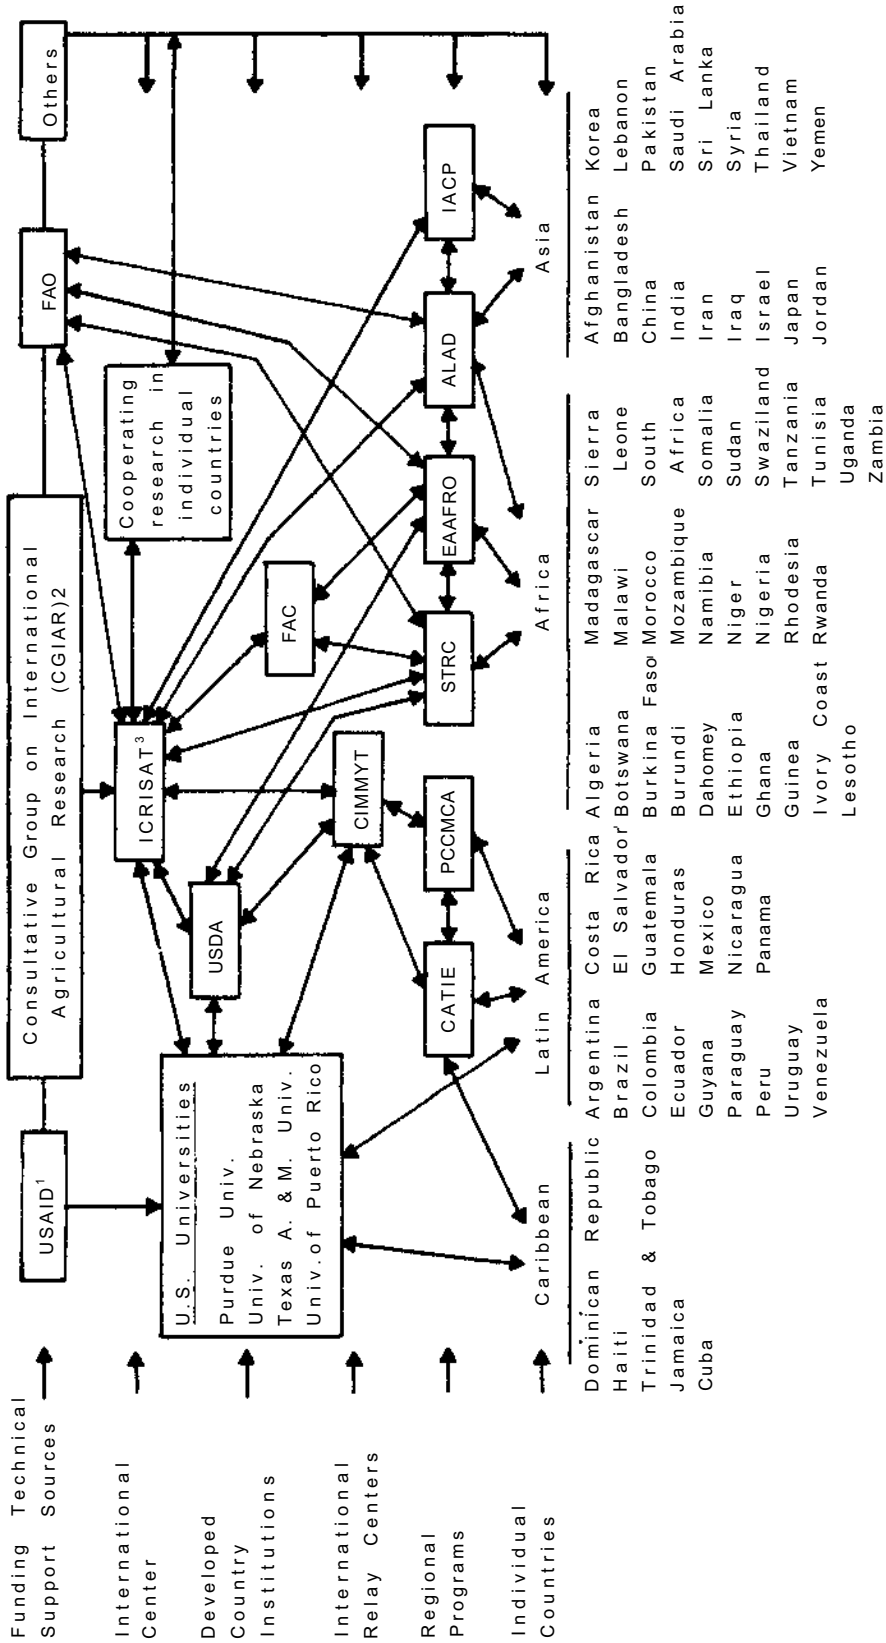 Funding Technical
Support Sources
International
Center
Developed
Country
Institutions
International
Relay Centers
Regional
Programs
Individual
Countries
USAID1
Consultative Group on International
Agricultural Research (CGIAR)2
FAO
Others
ICRISAT3
Cooperating
research in
individual
countries
U.S. Universities
Purdue Univ.
Univ. of Nebraska
Texas A. & M. Univ.
Univ. of Puerto Rico
USDA
FAC
CIMMYT
CATIE
PCCMCA
STRC
EAAFRO
ALAD
IACP
Caribbean
Dominican Republic
Haiti
Trinidad & Tobago
Jamaica
Cuba
Latin America
Argentina
Brazil
Colombia
Ecuador
Guyana
Paraguay
Peru
Uruguay
Venezuela
Costa Rica
El Salvador
Guatemala
Honduras
Mexico
Nicaragua
Panama
Africa
Algeria
Botswana
Burkina Faso
Burundi
Dahomey
Ethiopia
Ghana
Guinea
Ivory Coast
Lesotho
Madagascar
Malawi
Morocco
Mozambique
Namibia
Niger
Nigeria
Rhodesia
Rwanda
Sierra
Leone
South
Africa
Somalia
Sudan
Swaziland
Tanzania
Tunisia
Uganda
Zambia
Asia
Afghanistan
Bangladesh
China
India
Iran
Iraq
Israel
Japan
Jordan
Korea
Lebanon
Pakistan
Saudi Arabia
Sri Lanka
Syria
Thailand
Vietnam
Yemen